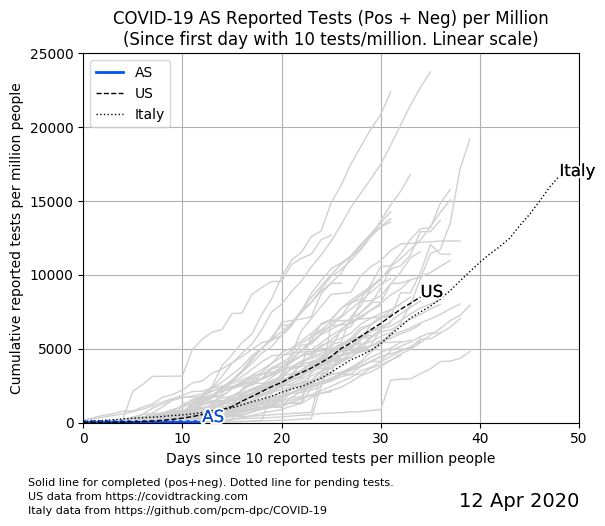 COVID-19 AS Reported Tests (Pos + Neg) per Million
(Since first day with 10 tests/million. Linear scale)
25000
20000
15000
10000
5000
0
Cumulative reported tests per million people
AS
US
Italy
Italy
US
AS
0 10 20 30 40 50
Days since 10 reported tests per million people
Solid line for completed (pos+neg). Dotted line for pending tests.
US data from https://covidtracking.com
Italy data from https://github.com/pcm-dpc/COVID-19
12 Apr 2020